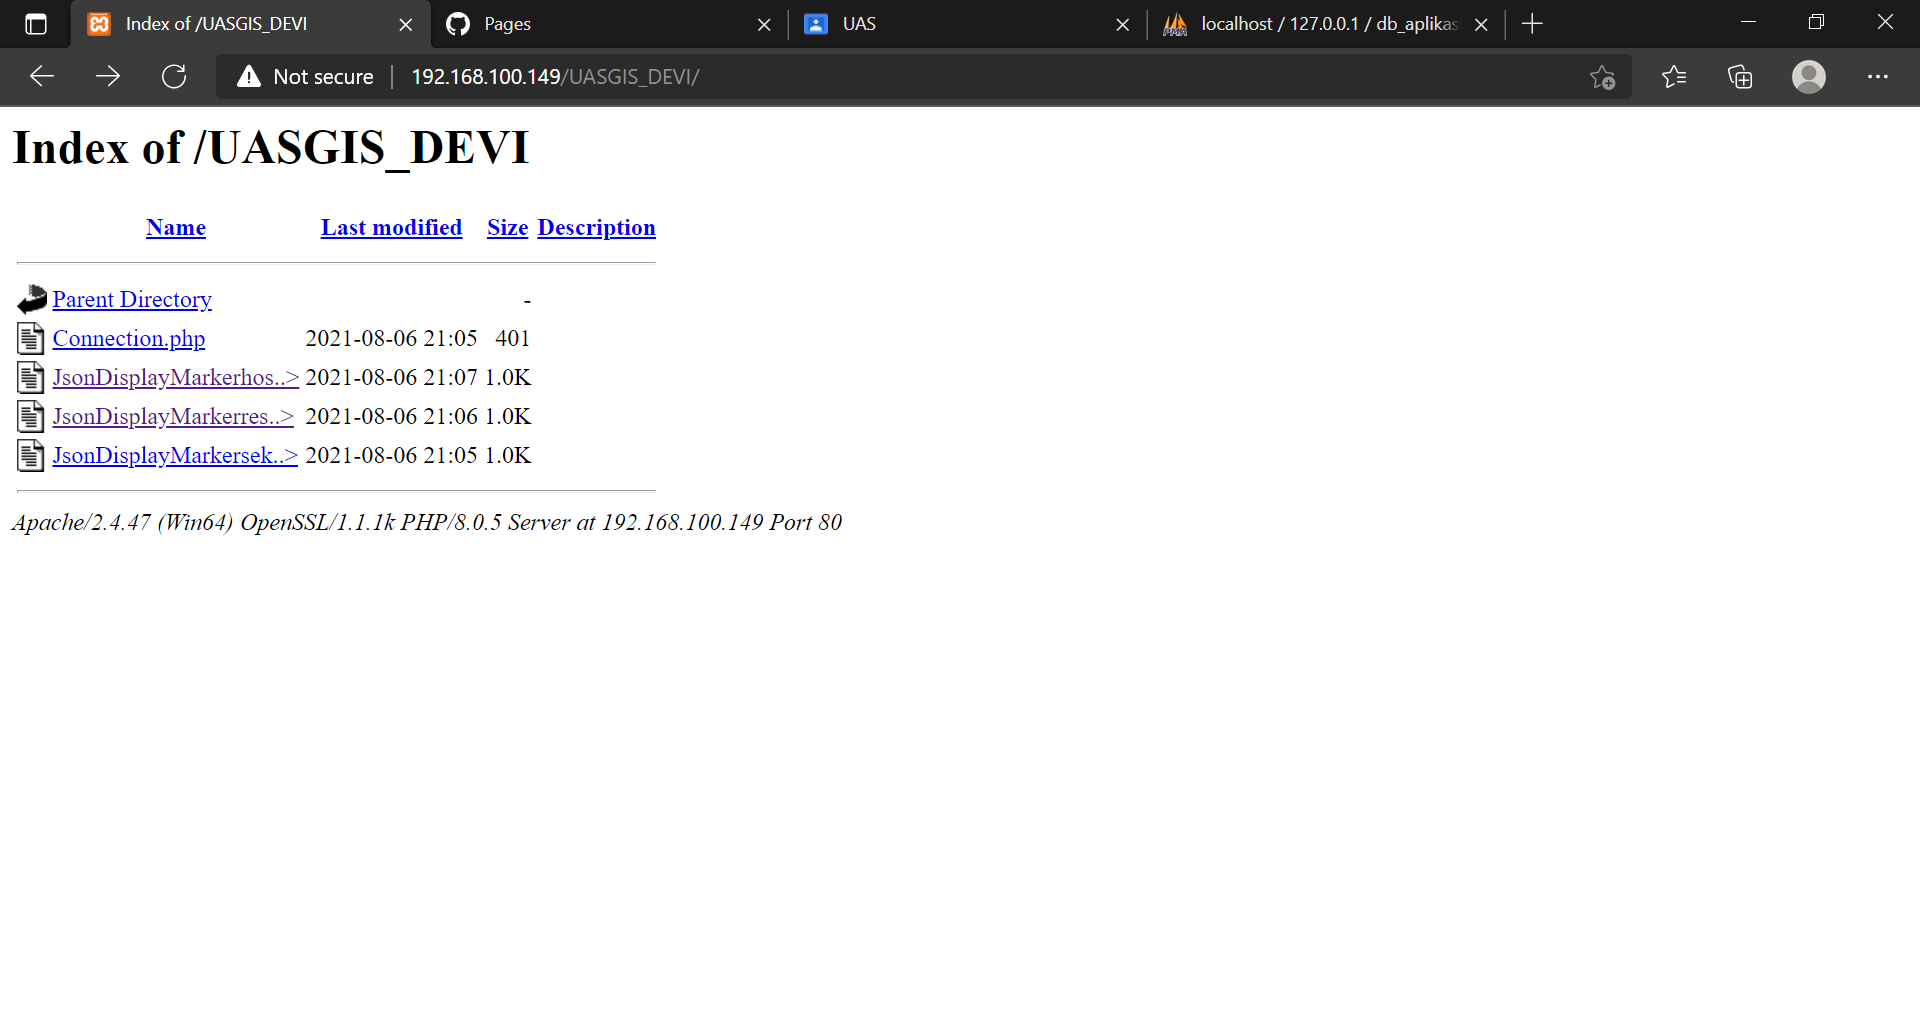 Index of /UASGIS_DEVI
Pages
UAS
localhost / 127.0.0.1 / db_aplikas
Not secure
192.168.100.149/UASGIS_DEVI/
Index of /UASGIS_DEVI
Name Last modified Size Description
Parent Directory -
Connection.php 2021-08-06 21:05 401
JsonDisplayMarkerhos..> 2021-08-06 21:07 1.0K
JsonDisplayMarkerres..> 2021-08-06 21:06 1.0K
JsonDisplayMarkersek..> 2021-08-06 21:05 1.0K
Apache/2.4.47 (Win64) OpenSSL/1.1.1k PHP/8.0.5 Server at 192.168.100.149 Port 80